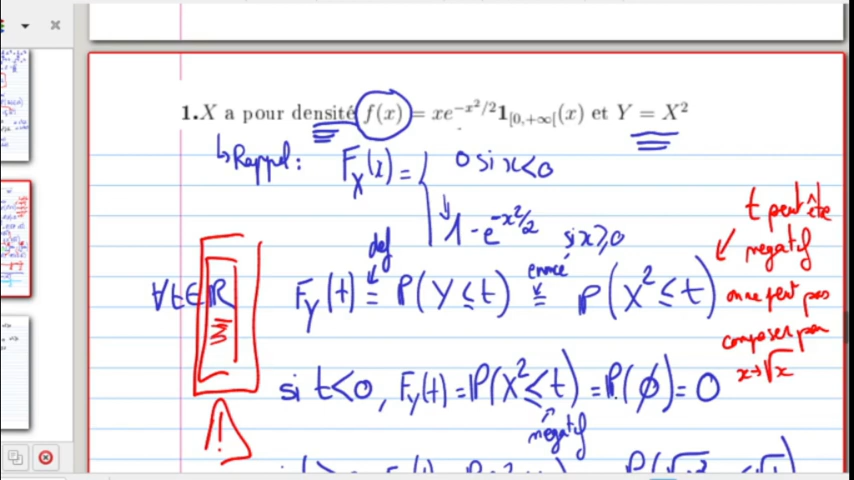 1.X a pour densité f(x) = xe^{-x²/2}1_{[0,+∞[}(x) et Y = X²
↳ Rappel : F_X(x) = { 0 si x<0
1 - e^{-x²/2} si x≥0
t peut être
négatif
on ne peut pas
composer par
x→√x
def
énoncé
∀t∈ℝ F_Y(t) = P(Y ≤ t) = P(X² ≤ t)
si t<0, F_Y(t) = P(X² ≤ t) = P(∅) = 0
négatif
!